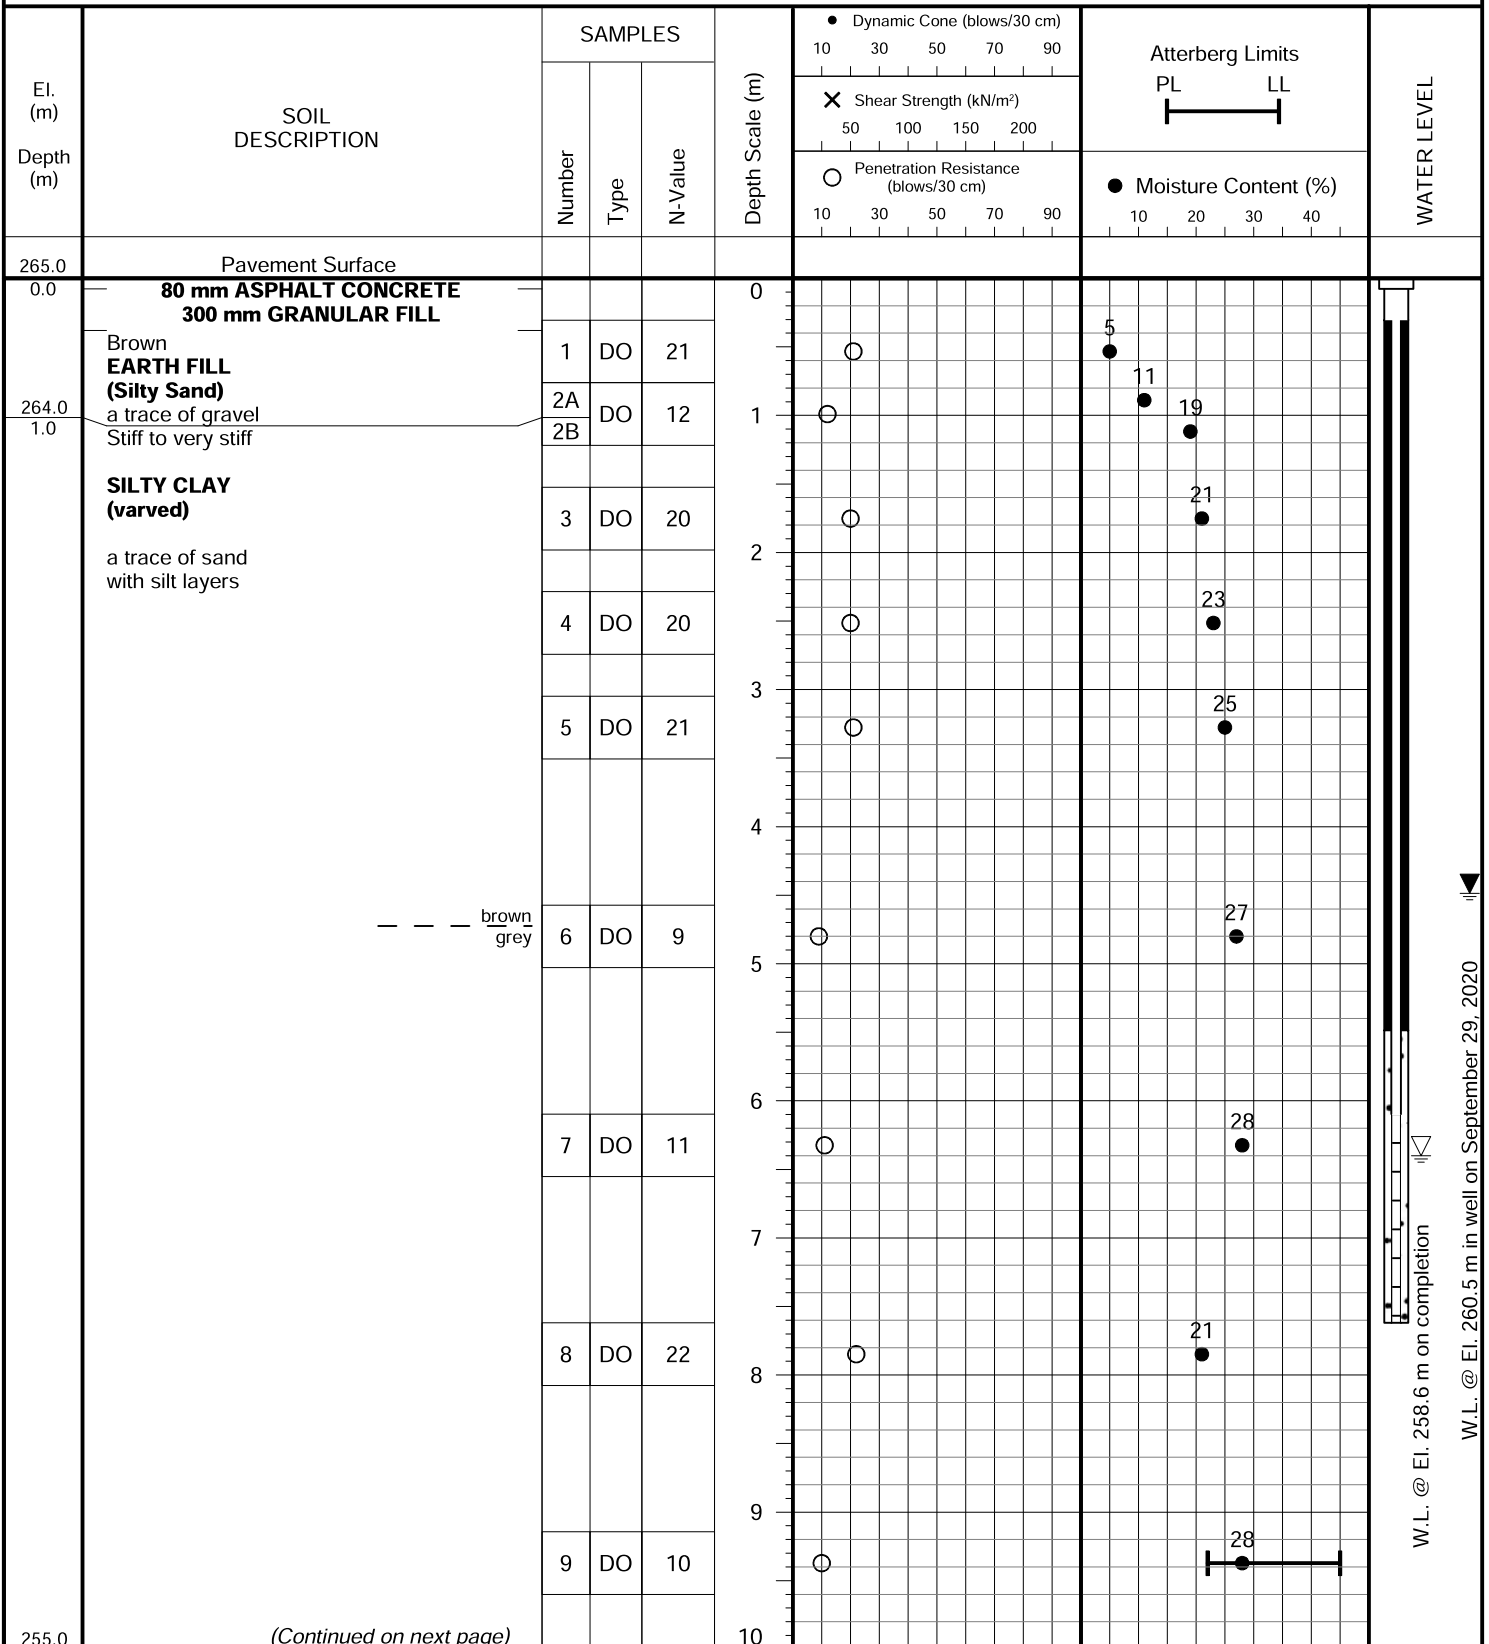 Dynamic Cone (blows/30 cm)
10 30 50 70 90
SAMPLES
Atterberg Limits
PL LL
El.
(m)
Depth
(m)
SOIL
DESCRIPTION
Number
Type
N-Value
Depth Scale (m)
Shear Strength (kN/m²)
50 100 150 200
Penetration Resistance
(blows/30 cm)
10 30 50 70 90
Moisture Content (%)
10 20 30 40
WATER LEVEL
265.0 Pavement Surface
0.0 80 mm ASPHALT CONCRETE 0
300 mm GRANULAR FILL
Brown
EARTH FILL
(Silty Sand)
a trace of gravel
1 DO 21 5
264.0
1.0
2A
2B
DO 12 1 11 19
Stiff to very stiff
SILTY CLAY
(varved)
a trace of sand
with silt layers
3 DO 20 21
2
4 DO 20 23
3
5 DO 21 25
4
brown
grey
6 DO 9 27
5
6
7 DO 11 28
7
8 DO 22 21
8
9
9 DO 10 28
255.0 (Continued on next page) 10
W.L. @ El. 258.6 m on completion
W.L. @ El. 260.5 m in well on September 29, 2020